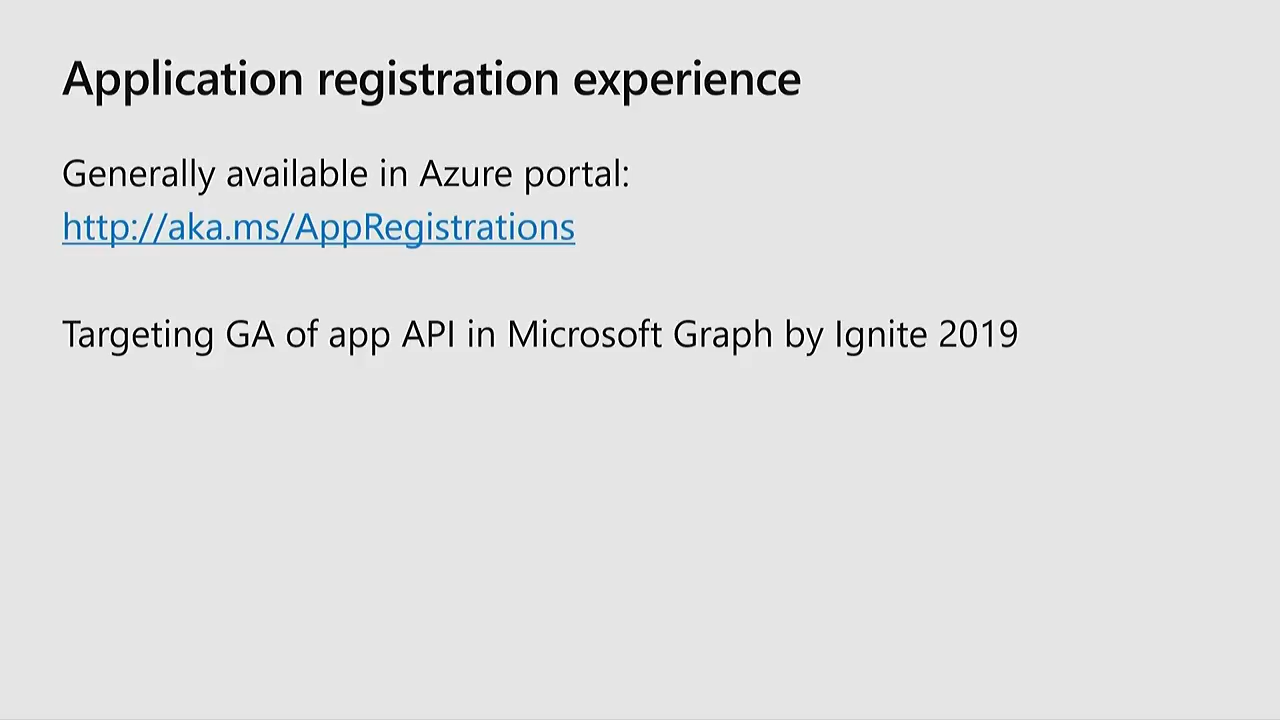 Application registration experience
Generally available in Azure portal:
http://aka.ms/AppRegistrations
Targeting GA of app API in Microsoft Graph by Ignite 2019